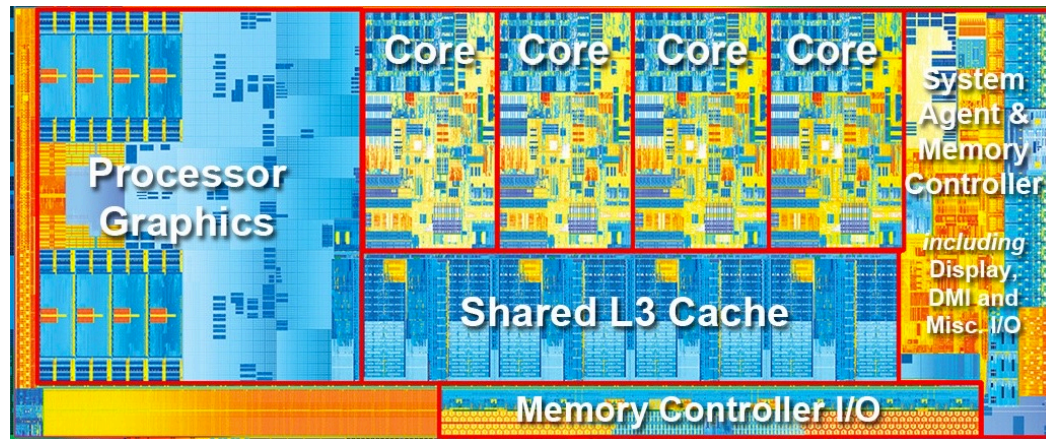 Processor
Graphics
Core
Core
Core
Core
System
Agent &
Memory
Controller
including
Display,
DMI and
Misc. I/O
Shared L3 Cache
Memory Controller I/O